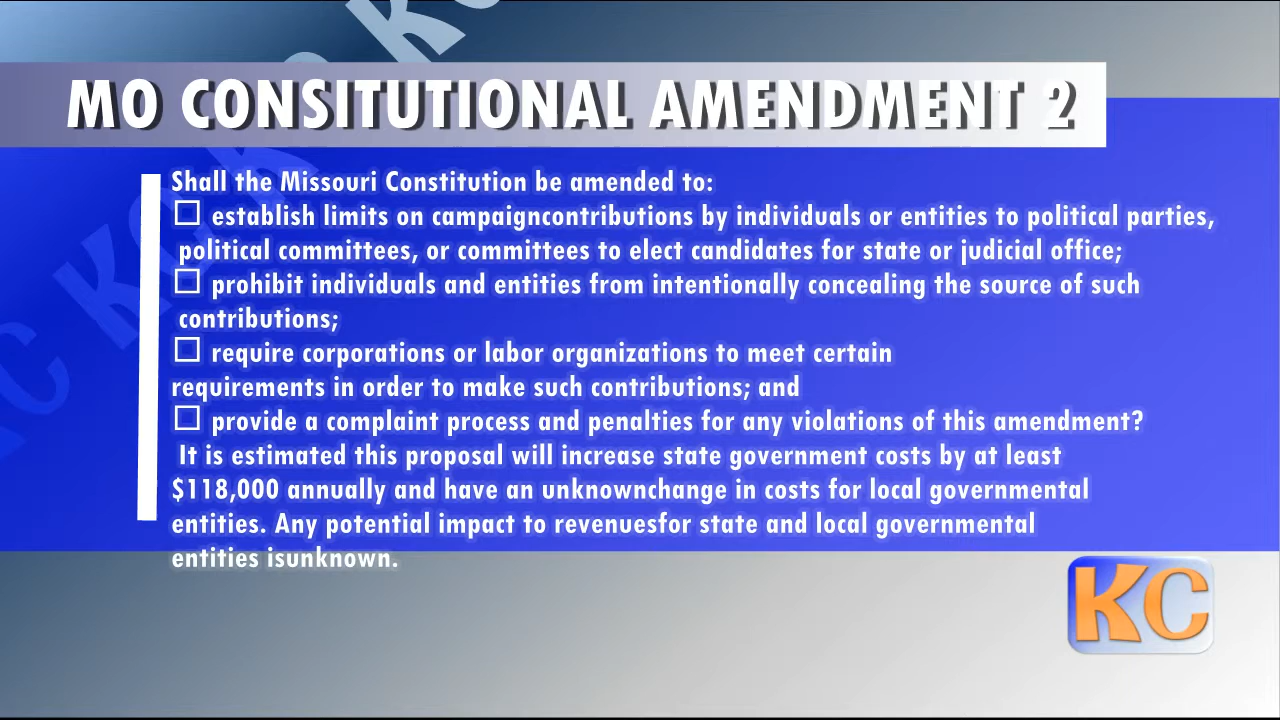 MO CONSITUTIONAL AMENDMENT 2
Shall the Missouri Constitution be amended to:
☐ establish limits on campaigncontributions by individuals or entities to political parties,
political committees, or committees to elect candidates for state or judicial office;
☐ prohibit individuals and entities from intentionally concealing the source of such
contributions;
☐ require corporations or labor organizations to meet certain
requirements in order to make such contributions; and
☐ provide a complaint process and penalties for any violations of this amendment?
It is estimated this proposal will increase state government costs by at least
$118,000 annually and have an unknownchange in costs for local governmental
entities. Any potential impact to revenuesfor state and local governmental
entities isunknown.
KC